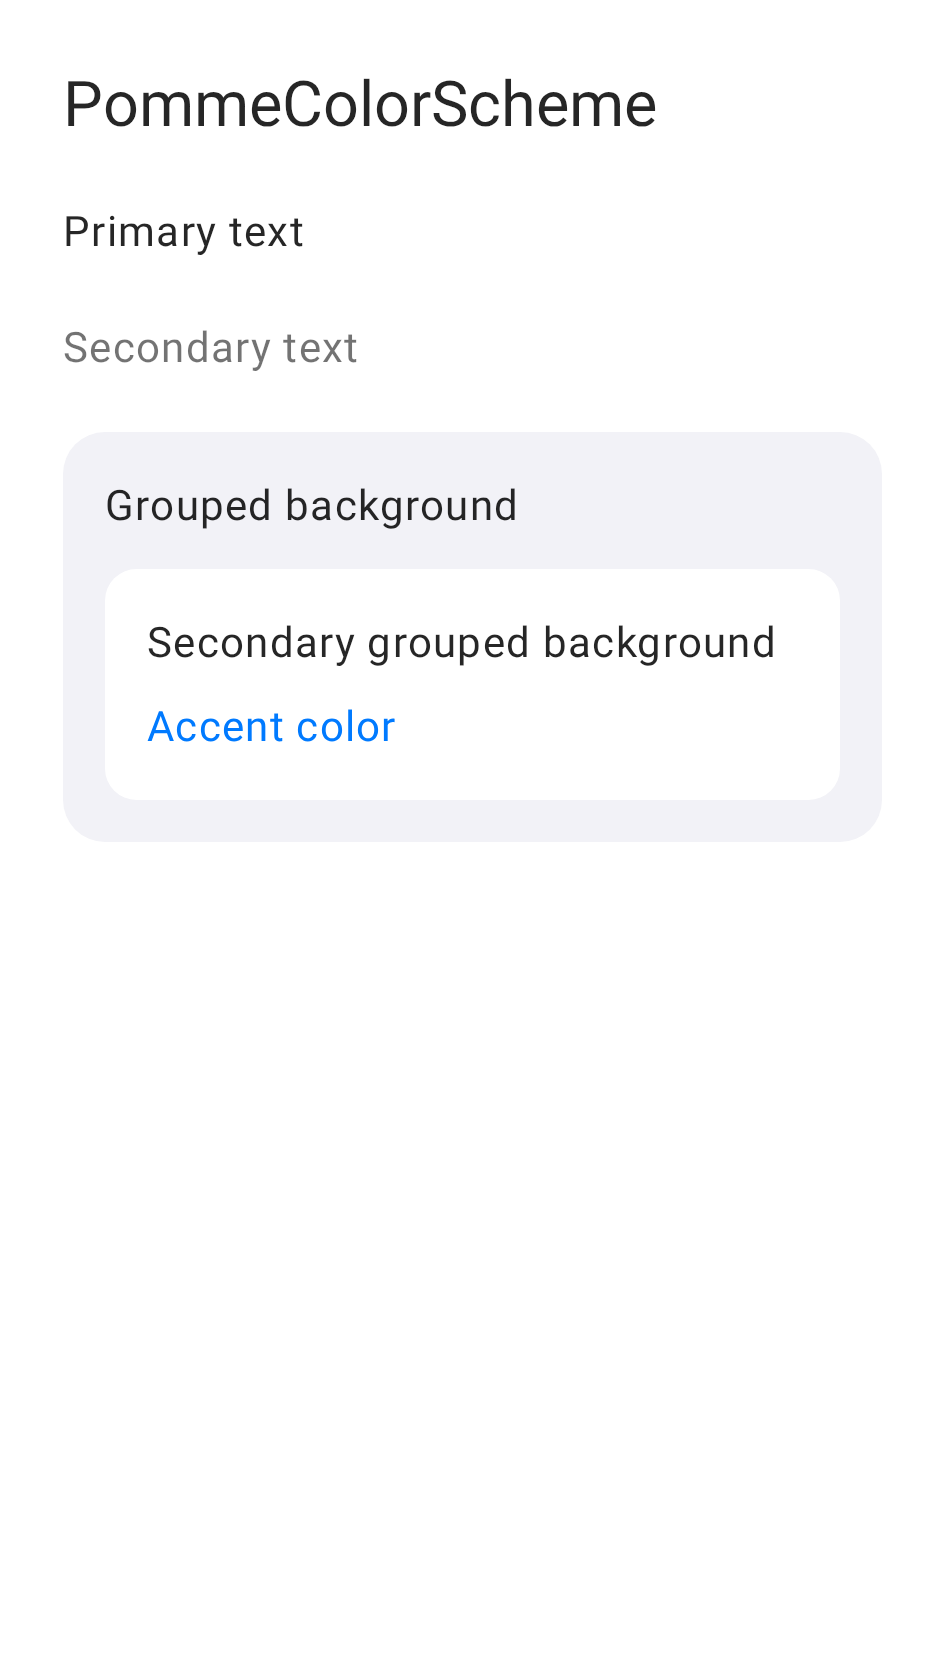 PommeColorScheme
Primary text
Secondary text
Grouped background
Secondary grouped background
Accent color